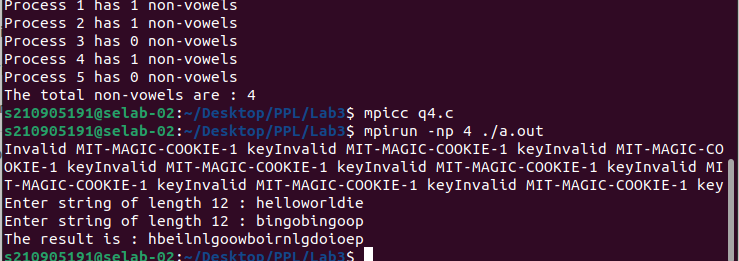 Process 1 has 1 non-vowels
Process 2 has 1 non-vowels
Process 3 has 0 non-vowels
Process 4 has 1 non-vowels
Process 5 has 0 non-vowels
The total non-vowels are : 4
s210905191@selab-02:~/Desktop/PPL/Lab3$ mpicc q4.c
s210905191@selab-02:~/Desktop/PPL/Lab3$ mpirun -np 4 ./a.out
Invalid MIT-MAGIC-COOKIE-1 keyInvalid MIT-MAGIC-COOKIE-1 keyInvalid MIT-MAGIC-CO
OKIE-1 keyInvalid MIT-MAGIC-COOKIE-1 keyInvalid MIT-MAGIC-COOKIE-1 keyInvalid MI
T-MAGIC-COOKIE-1 keyInvalid MIT-MAGIC-COOKIE-1 keyInvalid MIT-MAGIC-COOKIE-1 key
Enter string of length 12 : helloworldie
Enter string of length 12 : bingobingoop
The result is : hbeilnlgoowboirnlgdoioep
s210905191@selab-02:~/Desktop/PPL/Lab3$